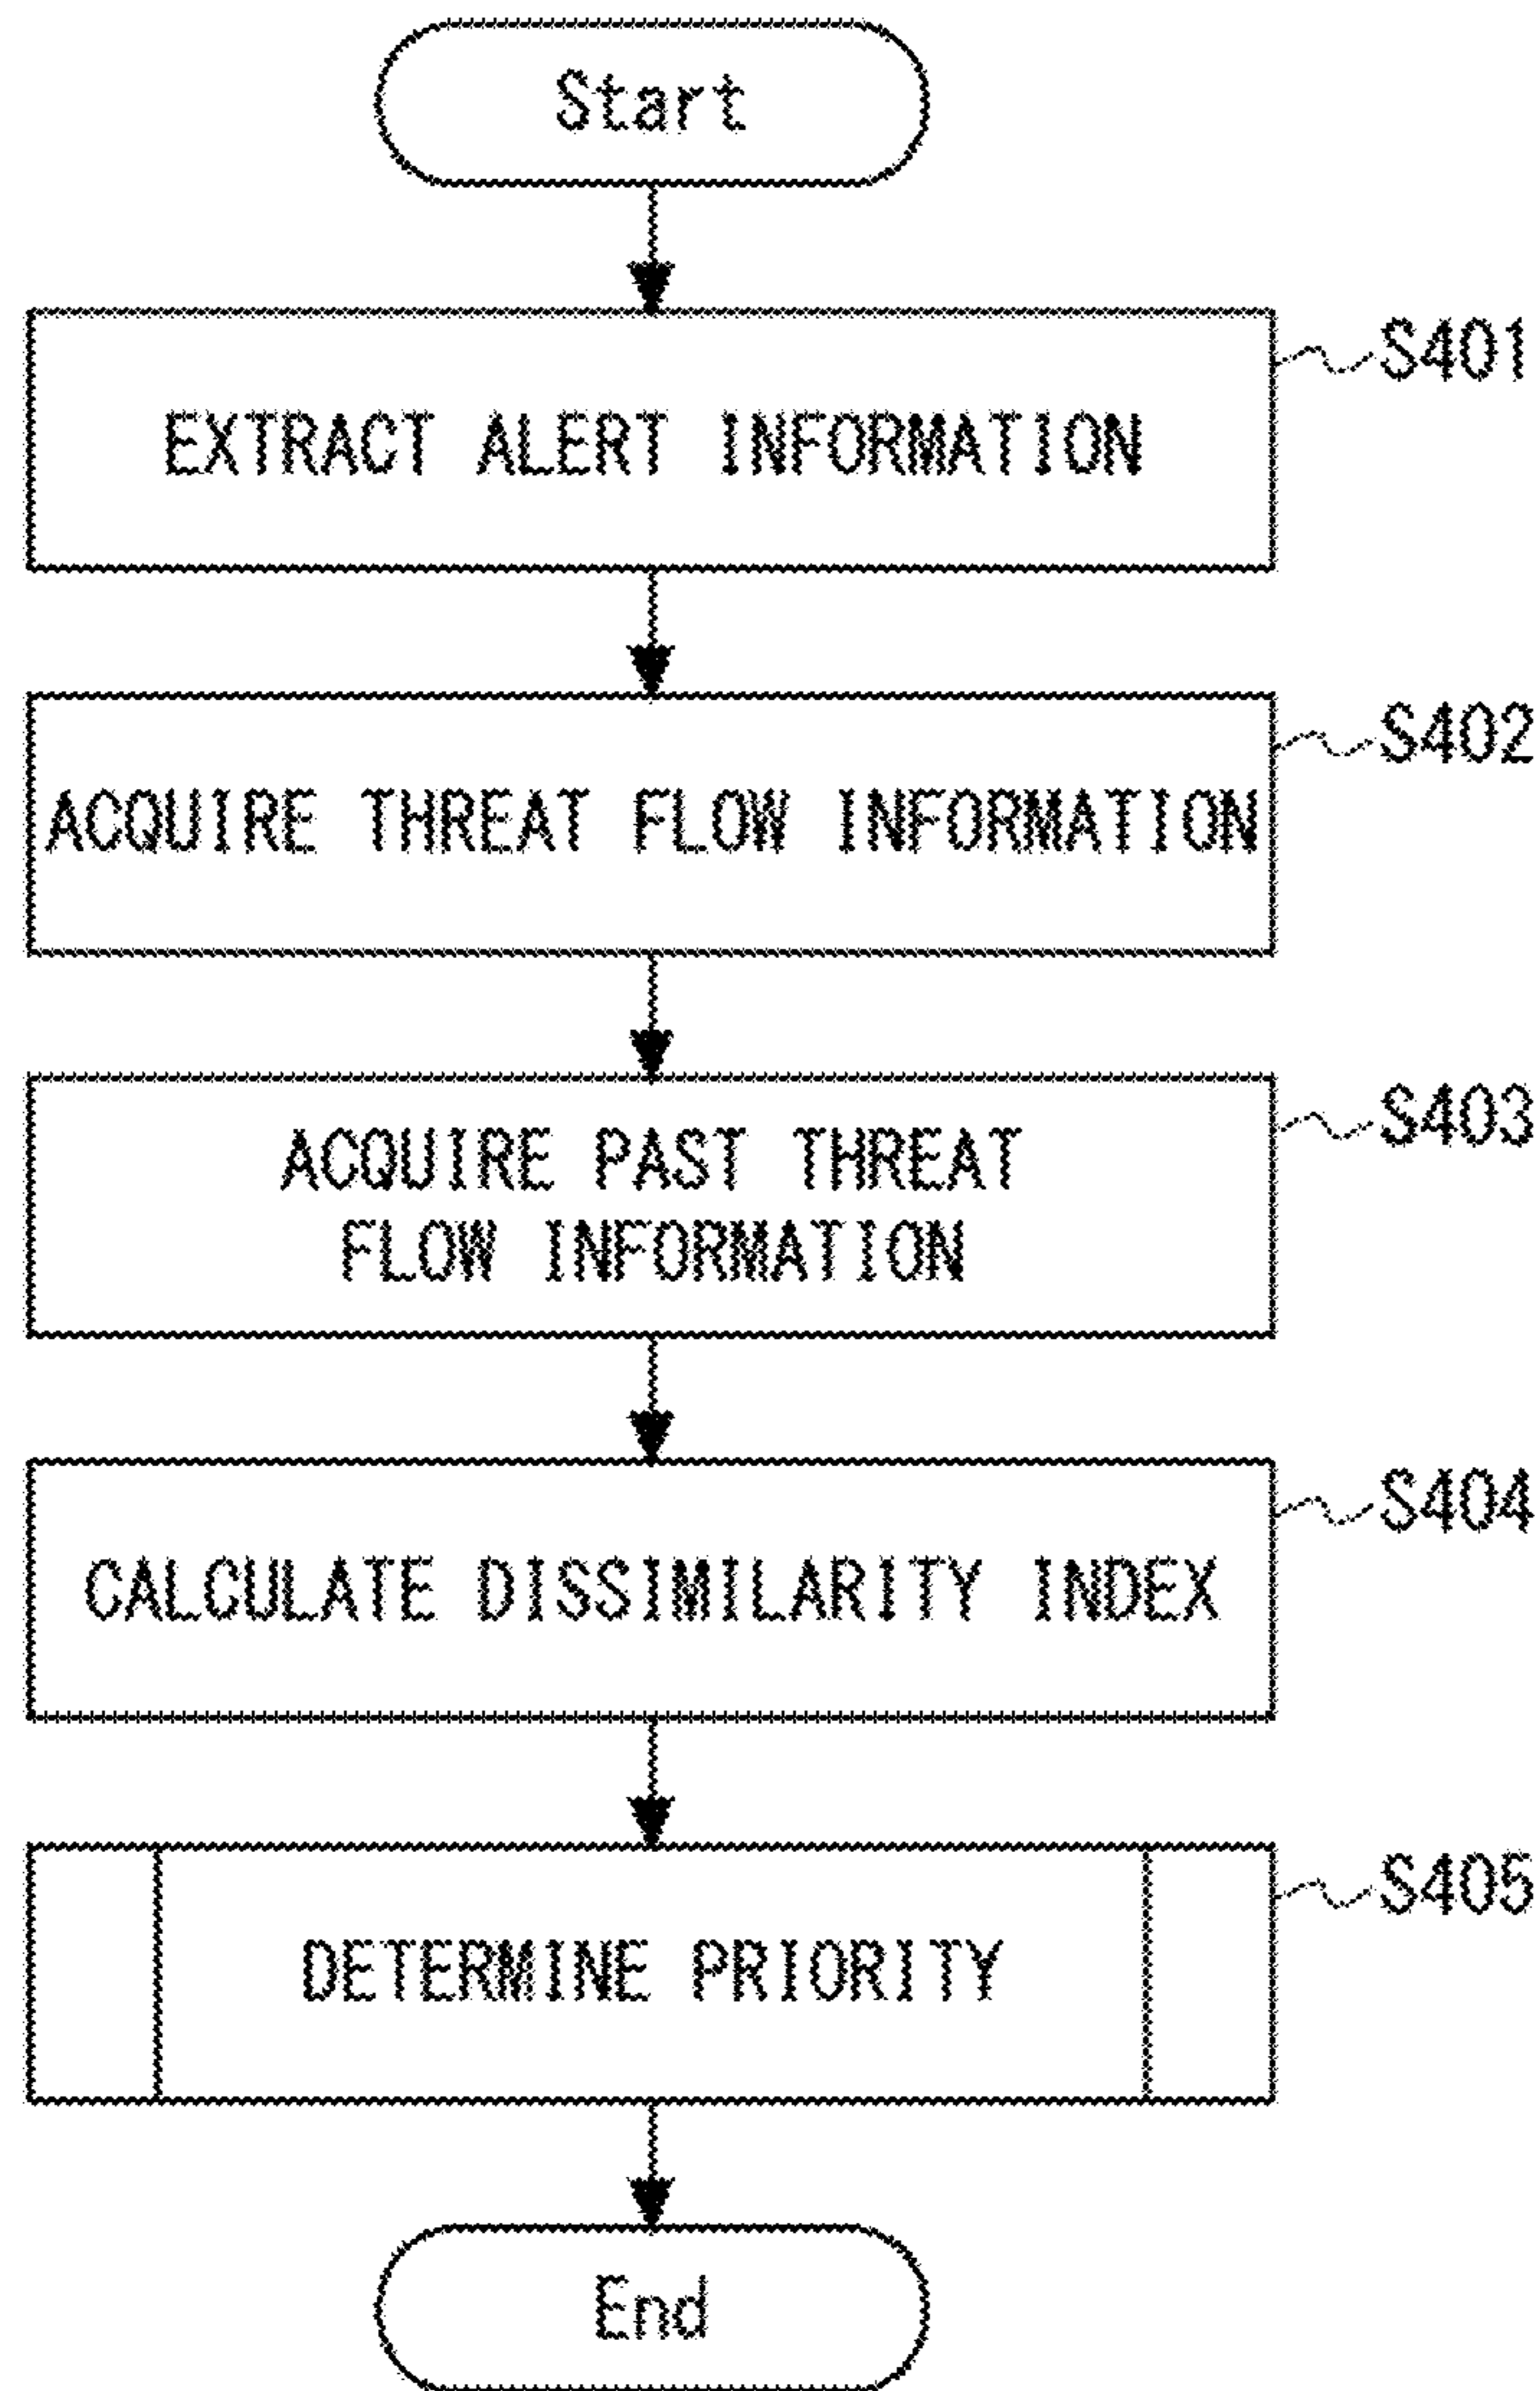 Start
S401
EXTRACT ALERT INFORMATION
S402
ACQUIRE THREAT FLOW INFORMATION
S403
ACQUIRE PAST THREAT
FLOW INFORMATION
S404
CALCULATE DISSIMILARITY INDEX
S405
DETERMINE PRIORITY
End